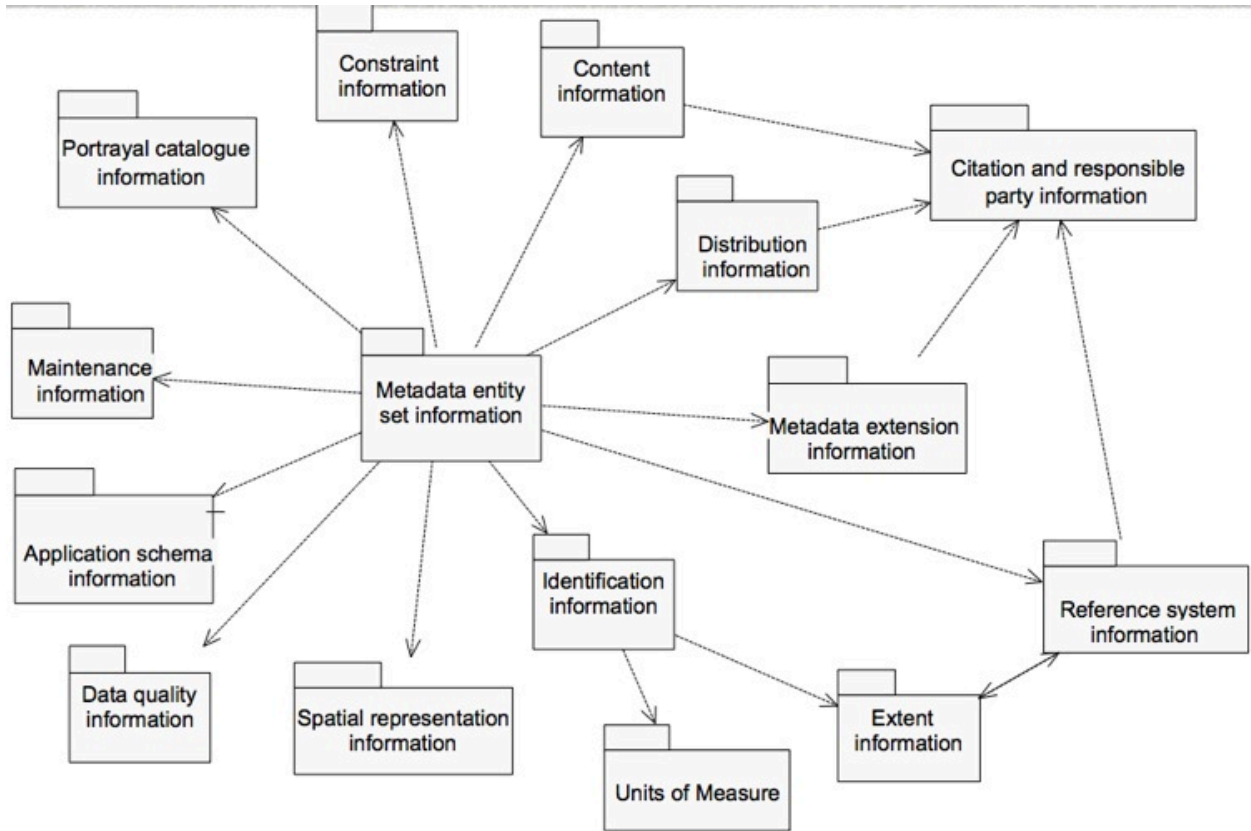 Constraint
information
Content
information
Portrayal catalogue
information
Citation and responsible
party information
Distribution
information
Maintenance
information
Metadata entity
set information
Metadata extension
information
Application schema
information
Identification
information
Reference system
information
Data quality
information
Spatial representation
information
Extent
information
Units of Measure